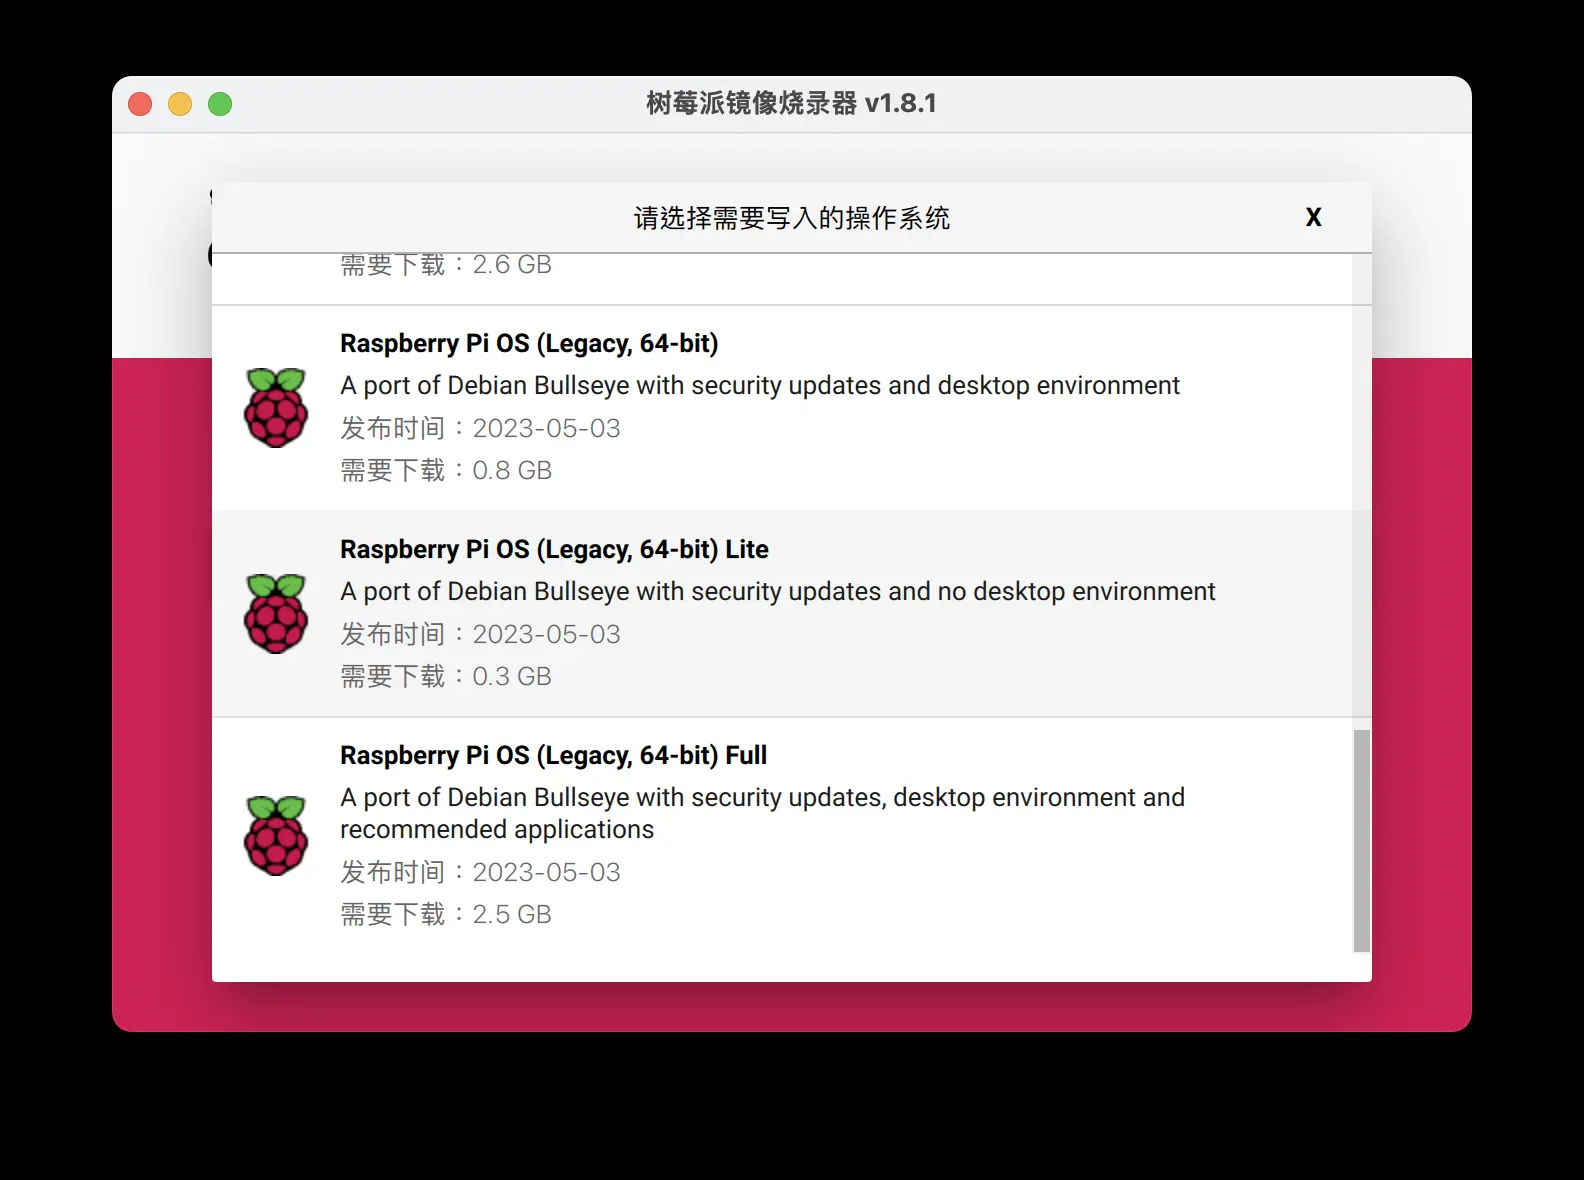 树莓派镜像烧录器 v1.8.1
请选择需要写入的操作系统
X
需要下载：2.6 GB
Raspberry Pi OS (Legacy, 64-bit)
A port of Debian Bullseye with security updates and desktop environment
发布时间：2023-05-03
需要下载：0.8 GB
Raspberry Pi OS (Legacy, 64-bit) Lite
A port of Debian Bullseye with security updates and no desktop environment
发布时间：2023-05-03
需要下载：0.3 GB
Raspberry Pi OS (Legacy, 64-bit) Full
A port of Debian Bullseye with security updates, desktop environment and
recommended applications
发布时间：2023-05-03
需要下载：2.5 GB